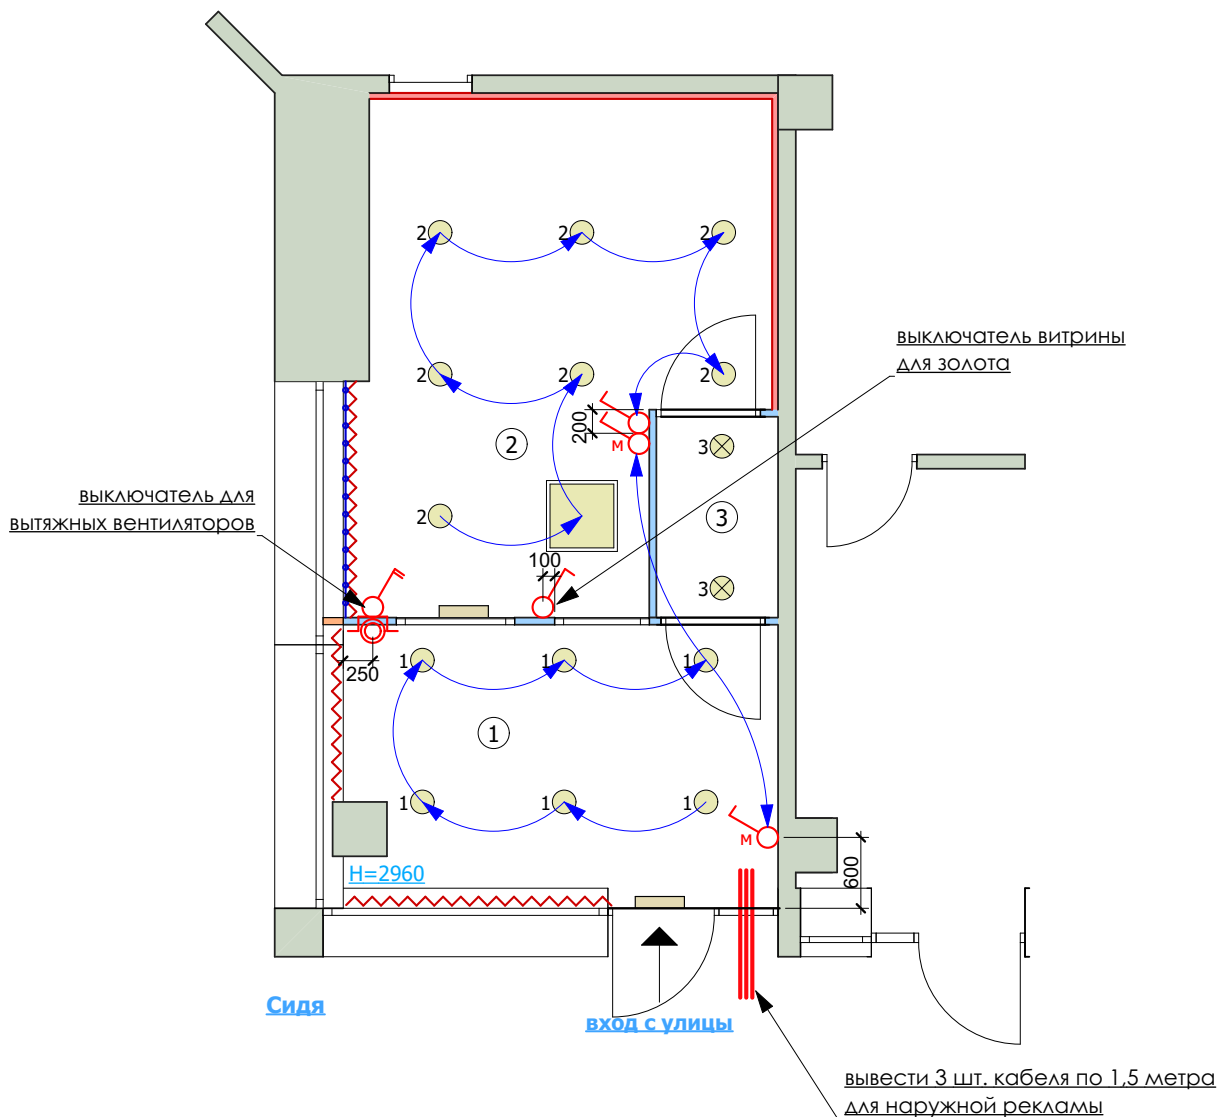 2 2 2
выключатель витрины
для золота
2 2 2
200
м
3
2
3
выключатель для
вытяжных вентиляторов
2
100
3
1 1 1
250
1
1 1 1
м
600
H=2960
Сидя
вход с улицы
вывести 3 шт. кабеля по 1,5 метра
для наружной рекламы